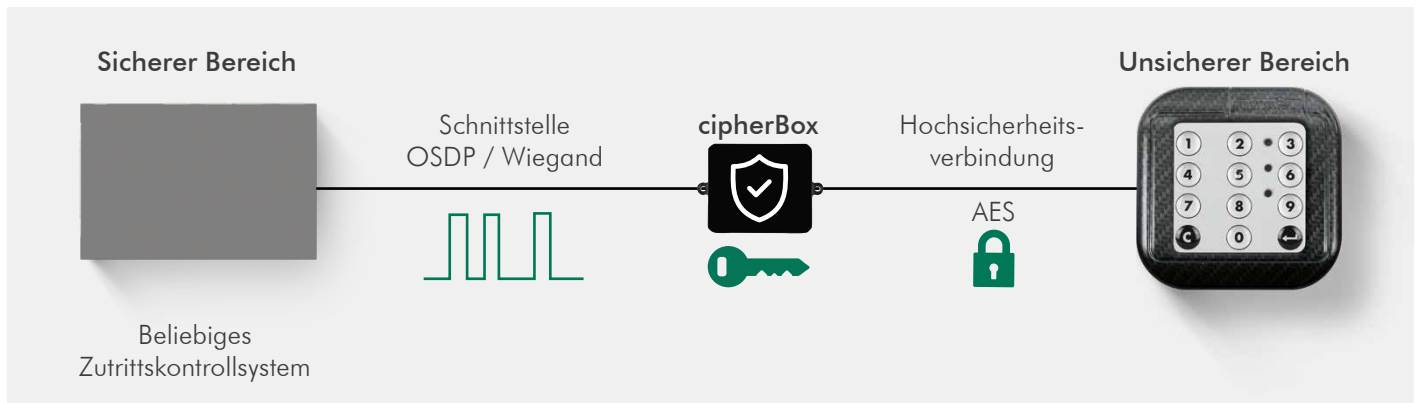 Sicherer Bereich
Unsicherer Bereich
Schnittstelle
OSDP / Wiegand
cipherBox
Hochsicherheits-
verbindung
AES
1 2 3
4 5 6
7 8 9
C 0
Beliebiges
Zutrittskontrollsystem